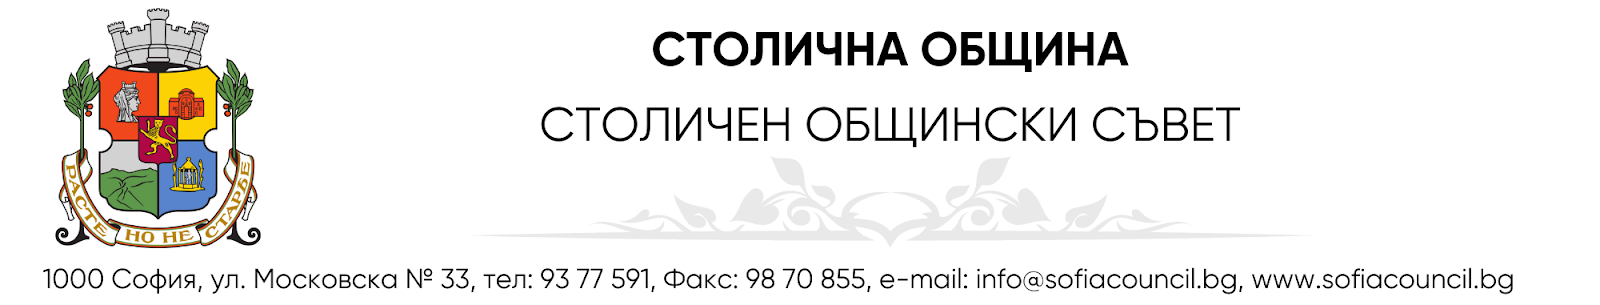 СТОЛИЧНА ОБЩИНА
СТОЛИЧЕН ОБЩИНСКИ СЪВЕТ
РАСТЕ НО НЕ СТАРѢЕ
1000 София, ул. Московска № 33, тел: 93 77 591, Факс: 98 70 855, e-mail: info@sofiacouncil.bg, www.sofiacouncil.bg